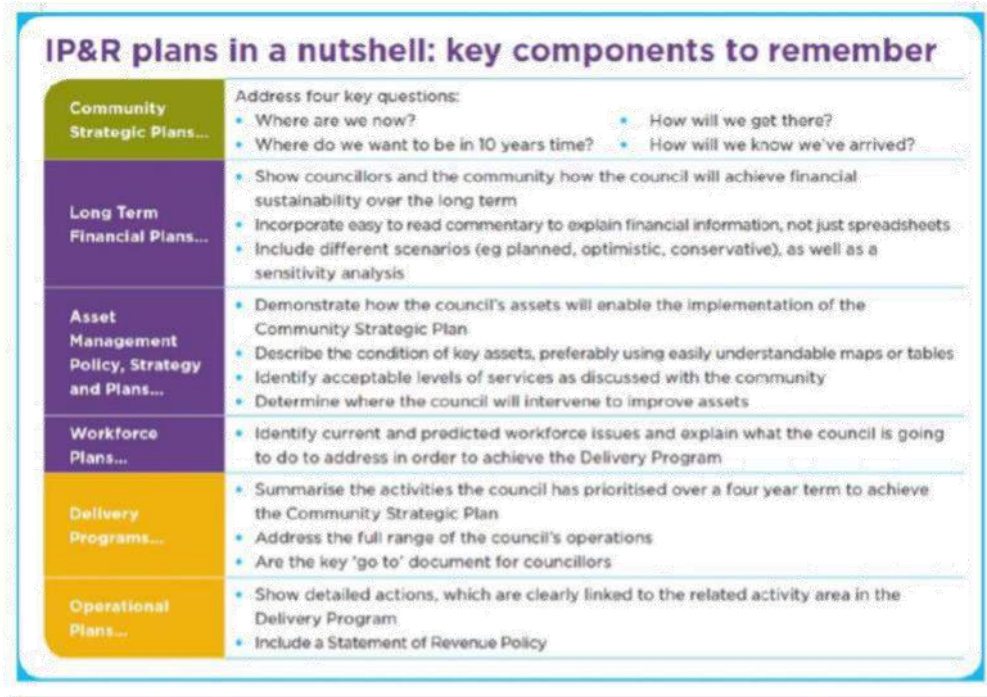 IP&R plans in a nutshell: key components to remember
Community
Strategic Plans...
Address four key questions:
• Where are we now?
• How will we get there?
• Where do we want to be in 10 years time?
• How will we know we've arrived?
Long Term
Financial Plans...
• Show councillors and the community how the council will achieve financial
sustainability over the long term
• Incorporate easy to read commentary to explain financial information, not just spreadsheets
• Include different scenarios (eg planned, optimistic, conservative), as well as a
sensitivity analysis
Asset
Management
Policy, Strategy
and Plans...
• Demonstrate how the council's assets will enable the implementation of the
Community Strategic Plan
• Describe the condition of key assets, preferably using easily understandable maps or tables
• Identify acceptable levels of services as discussed with the community
• Determine where the council will intervene to improve assets
Workforce
Plans...
• Identify current and predicted workforce issues and explain what the council is going
to do to address in order to achieve the Delivery Program
Delivery
Programs...
• Summarise the activities the council has prioritised over a four year term to achieve
the Community Strategic Plan
• Address the full range of the council's operations
• Are the key 'go to' document for councillors
Operational
Plans...
• Show detailed actions, which are clearly linked to the related activity area in the
Delivery Program
• Include a Statement of Revenue Policy